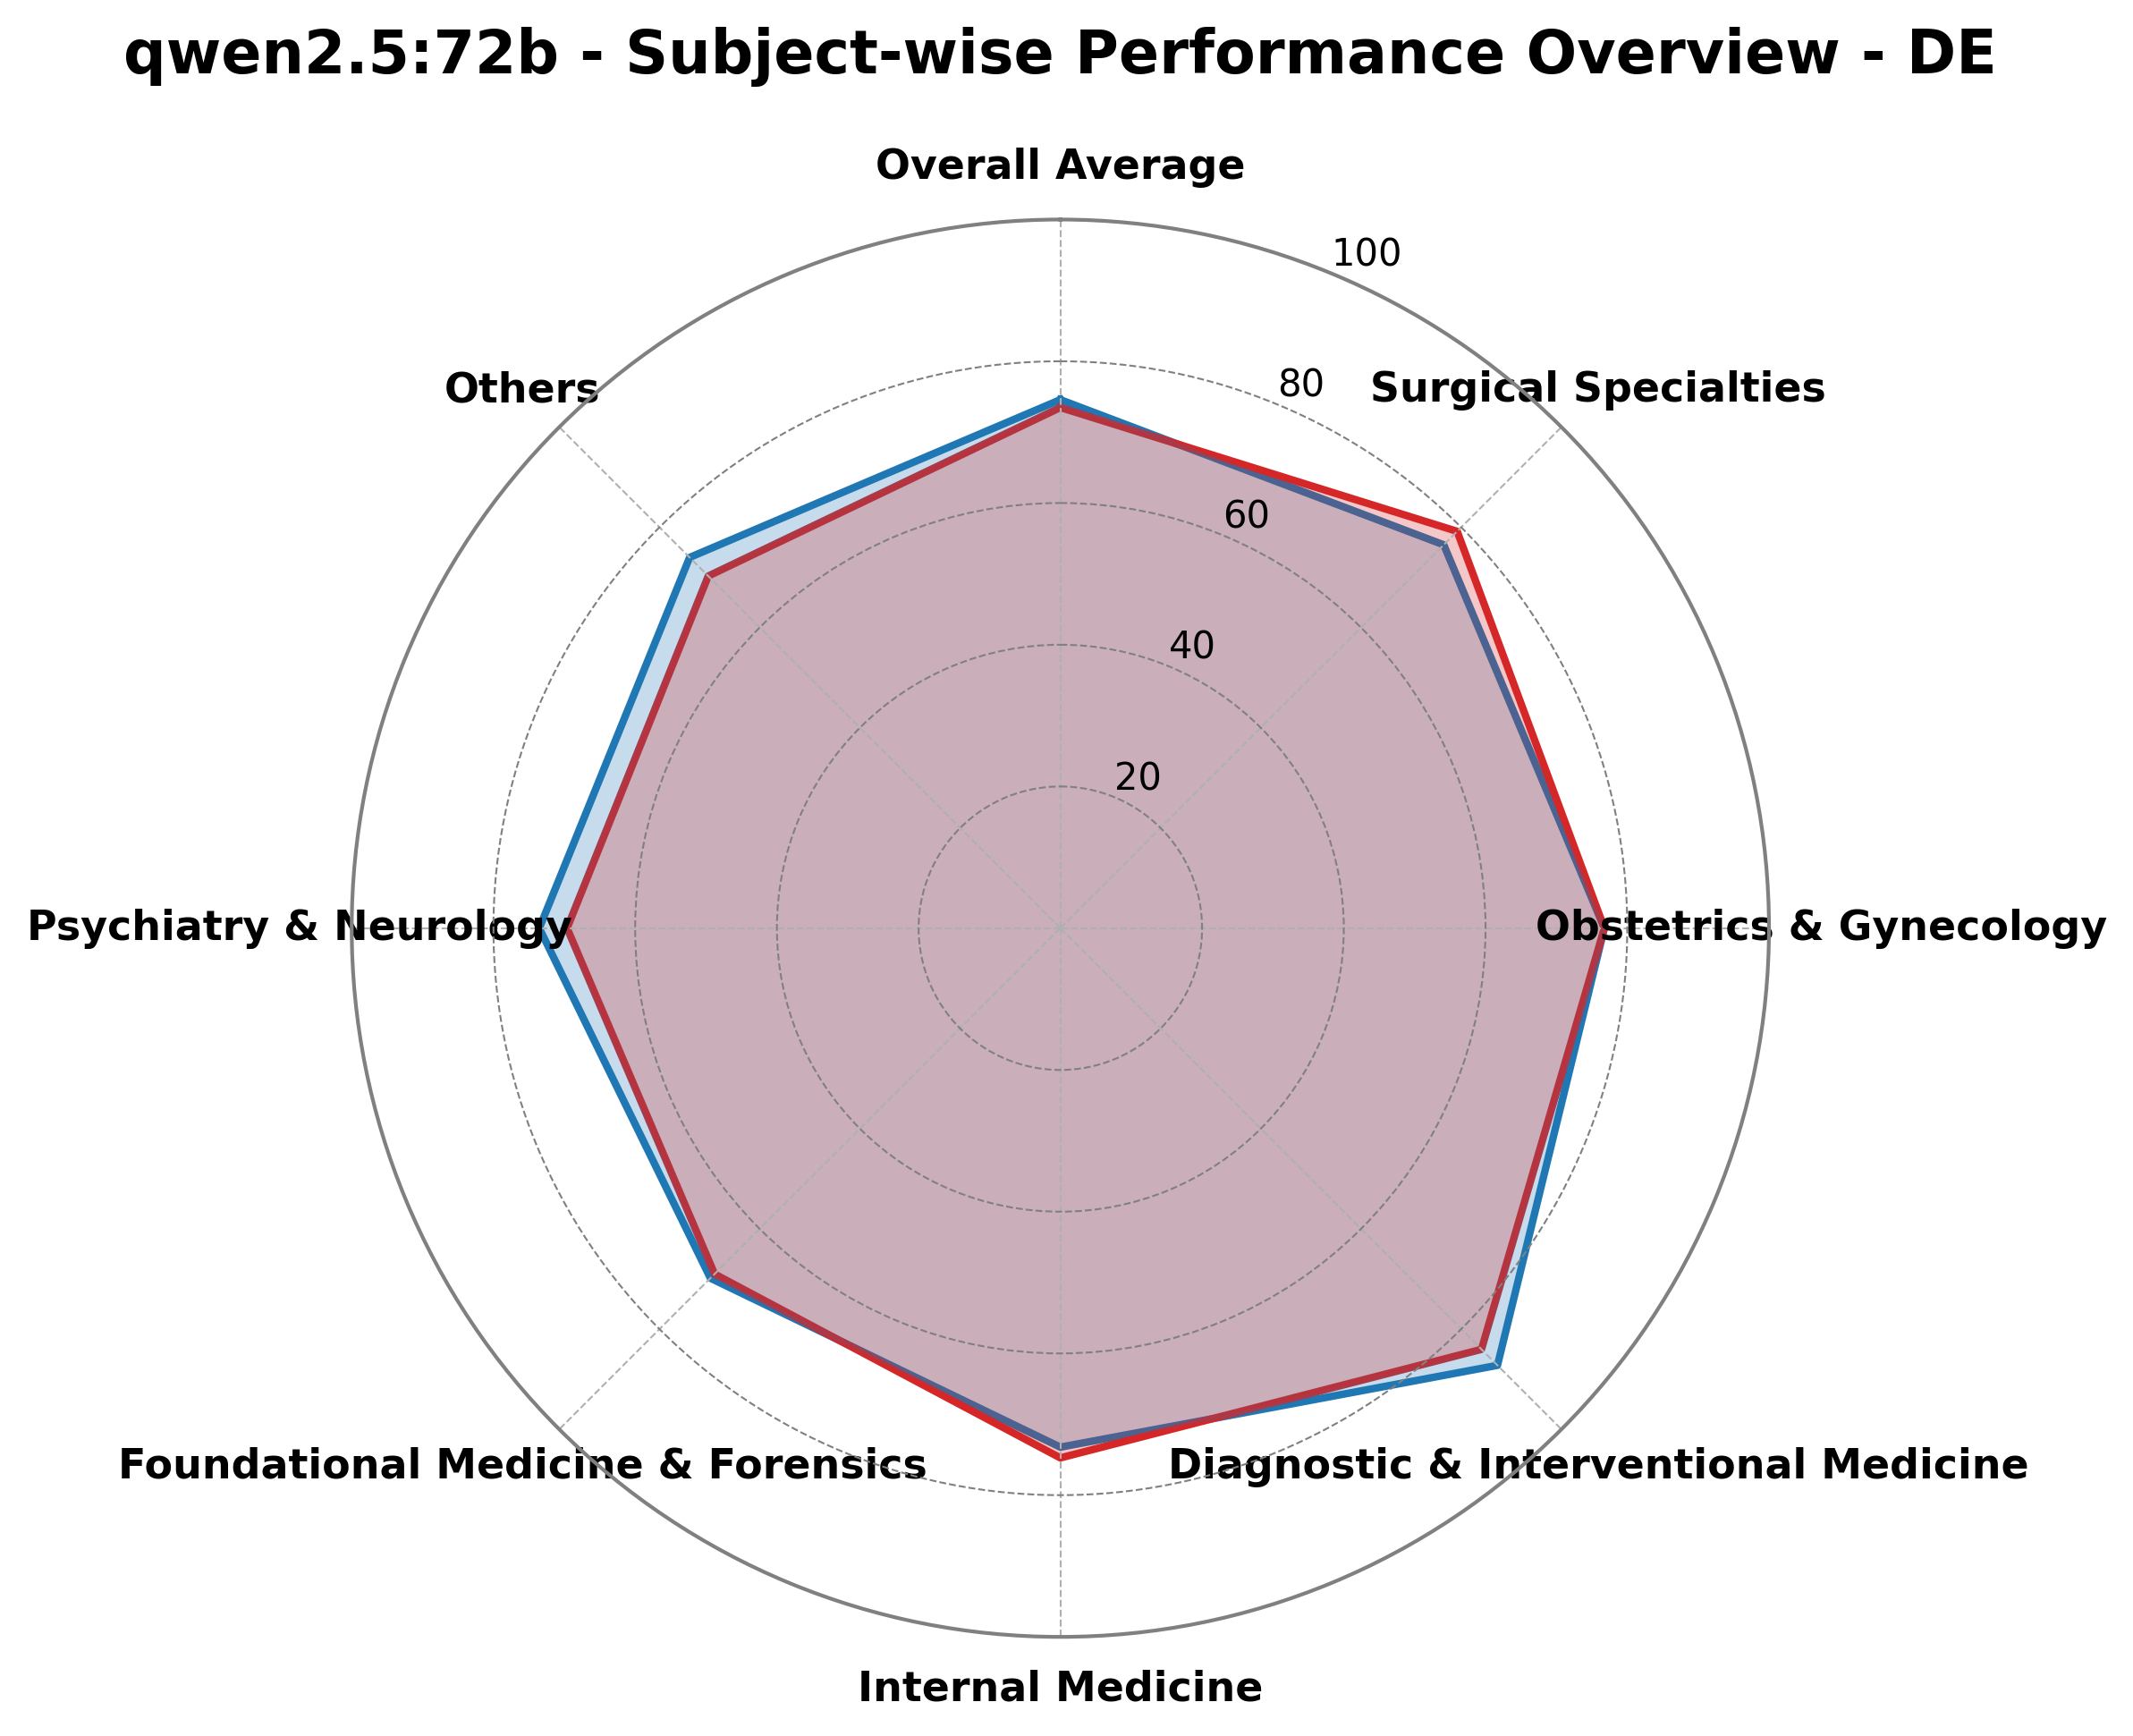 qwen2.5:72b - Subject-wise Performance Overview - DE
Overall Average
100
Others
80
Surgical Specialties
60
40
20
Psychiatry & Neurology
Obstetrics & Gynecology
Foundational Medicine & Forensics
Diagnostic & Interventional Medicine
Internal Medicine